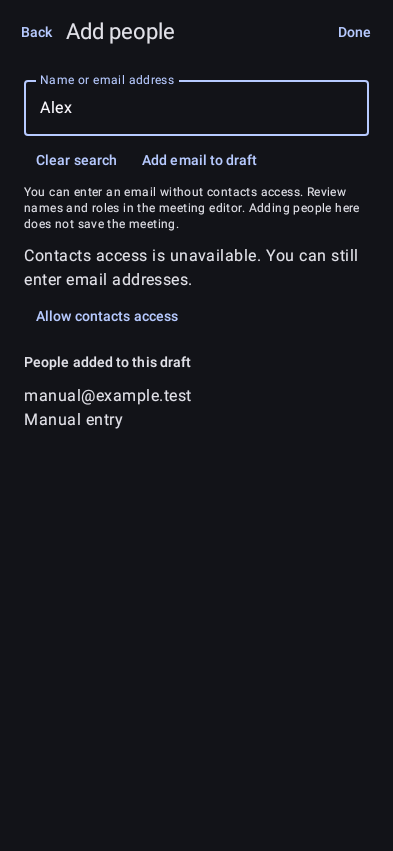 Back
Add people
Done
Name or email address
Alex
Clear search
Add email to draft
You can enter an email without contacts access. Review
names and roles in the meeting editor. Adding people here
does not save the meeting.
Contacts access is unavailable. You can still
enter email addresses.
Allow contacts access
People added to this draft
manual@example.test
Manual entry